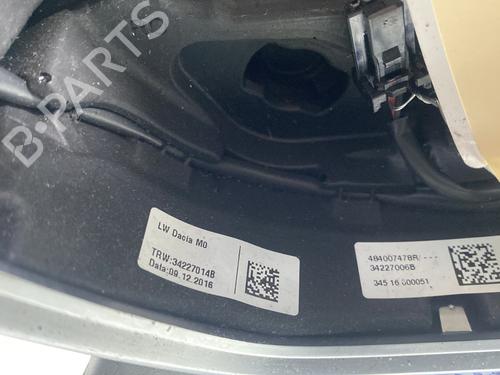 B-PARTS
LW Dacia M0
TRW:34227014B
Data:09.12.2016
484007478R/---
34227006B
345 16 000051